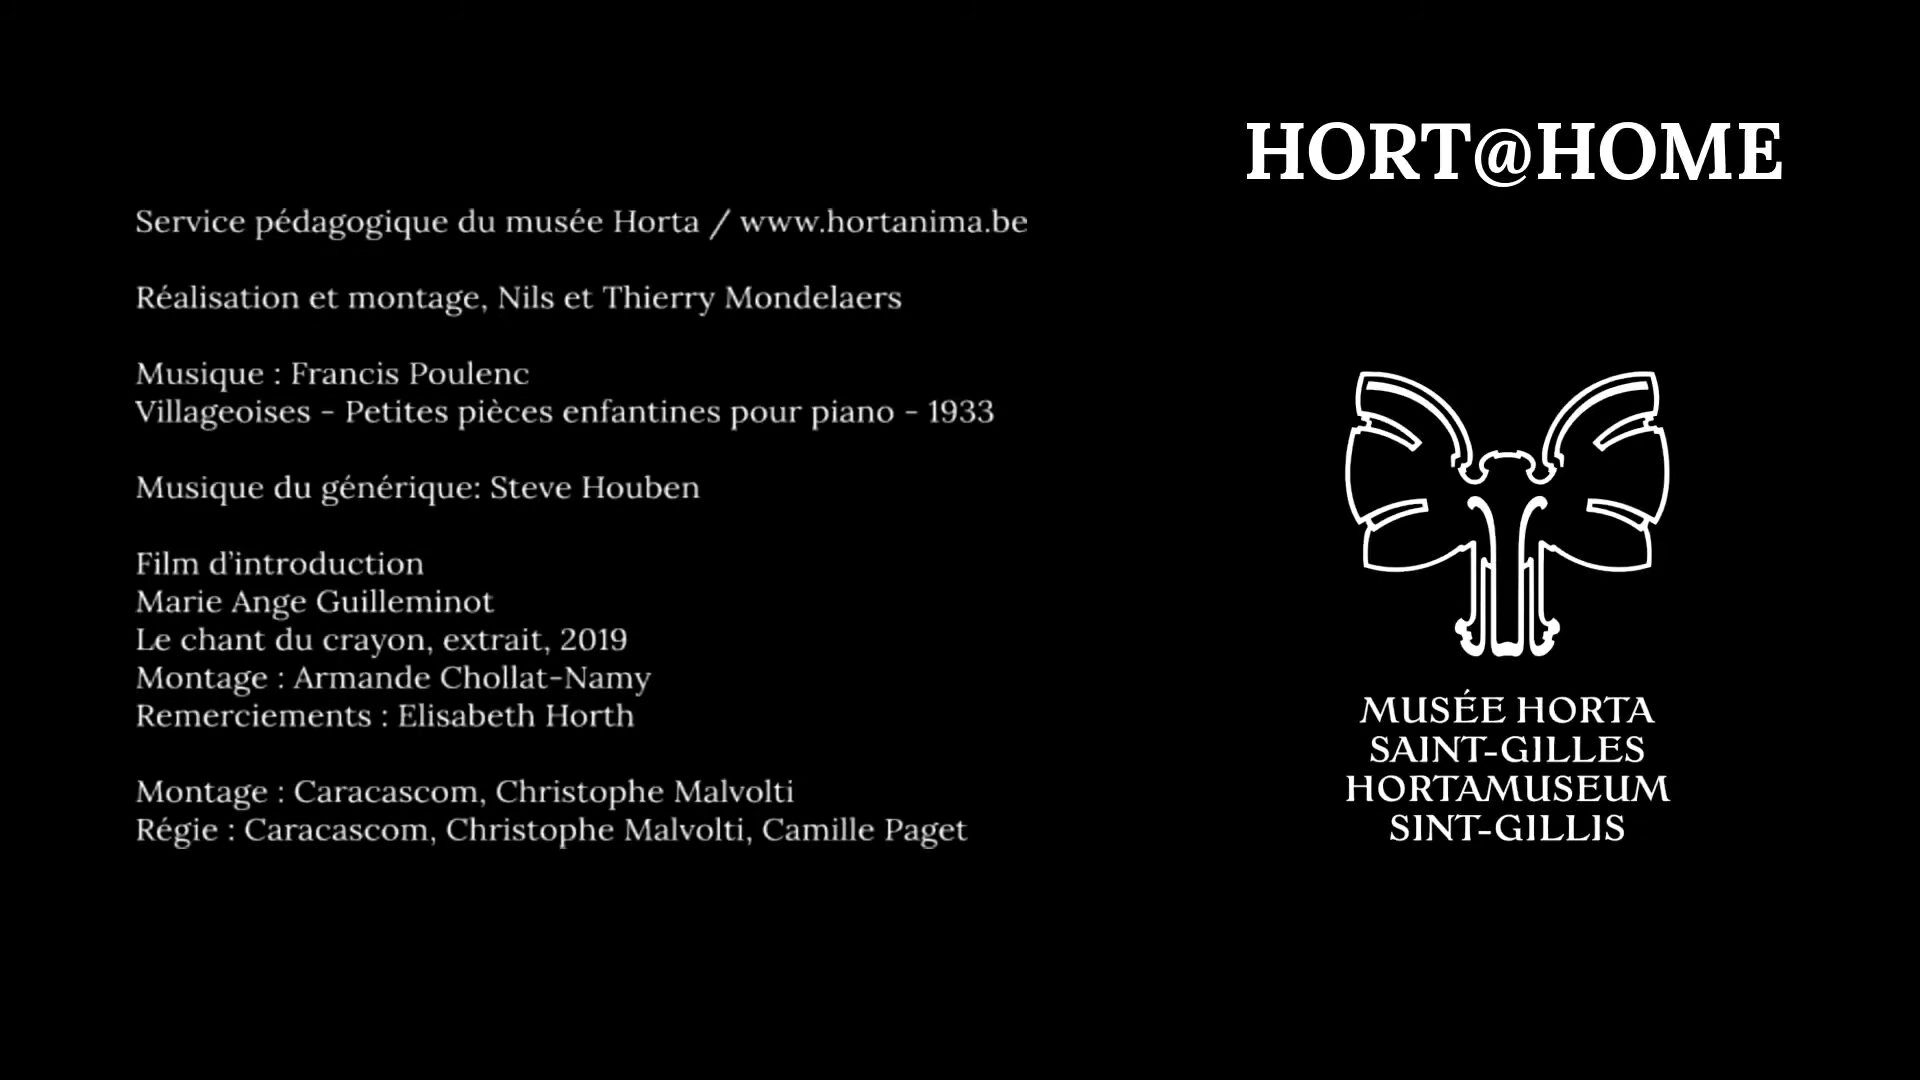 HORT@HOME
Service pédagogique du musée Horta / www.hortanima.be
Réalisation et montage, Nils et Thierry Mondelaers
Musique : Francis Poulenc
Villageoises - Petites pièces enfantines pour piano - 1933
Musique du générique: Steve Houben
Film d’introduction
Marie Ange Guilleminot
Le chant du crayon, extrait, 2019
Montage : Armande Chollat-Namy
Remerciements : Elisabeth Horth
Montage : Caracascom, Christophe Malvolti
Régie : Caracascom, Christophe Malvolti, Camille Paget
MUSÉE HORTA
SAINT-GILLES
HORTAMUSEUM
SINT-GILLIS